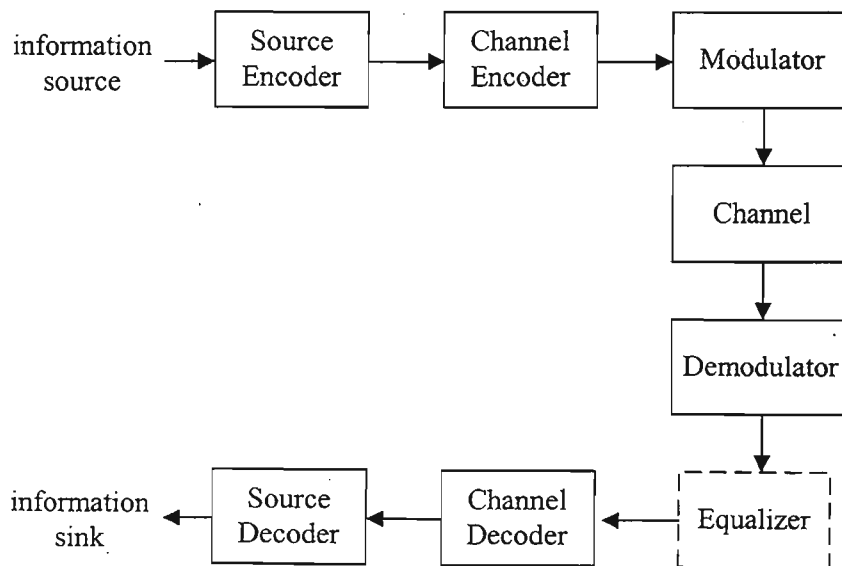 information
source
Source
Encoder
Channel
Encoder
Modulator
Channel
Demodulator
Equalizer
Channel
Decoder
Source
Decoder
information
sink